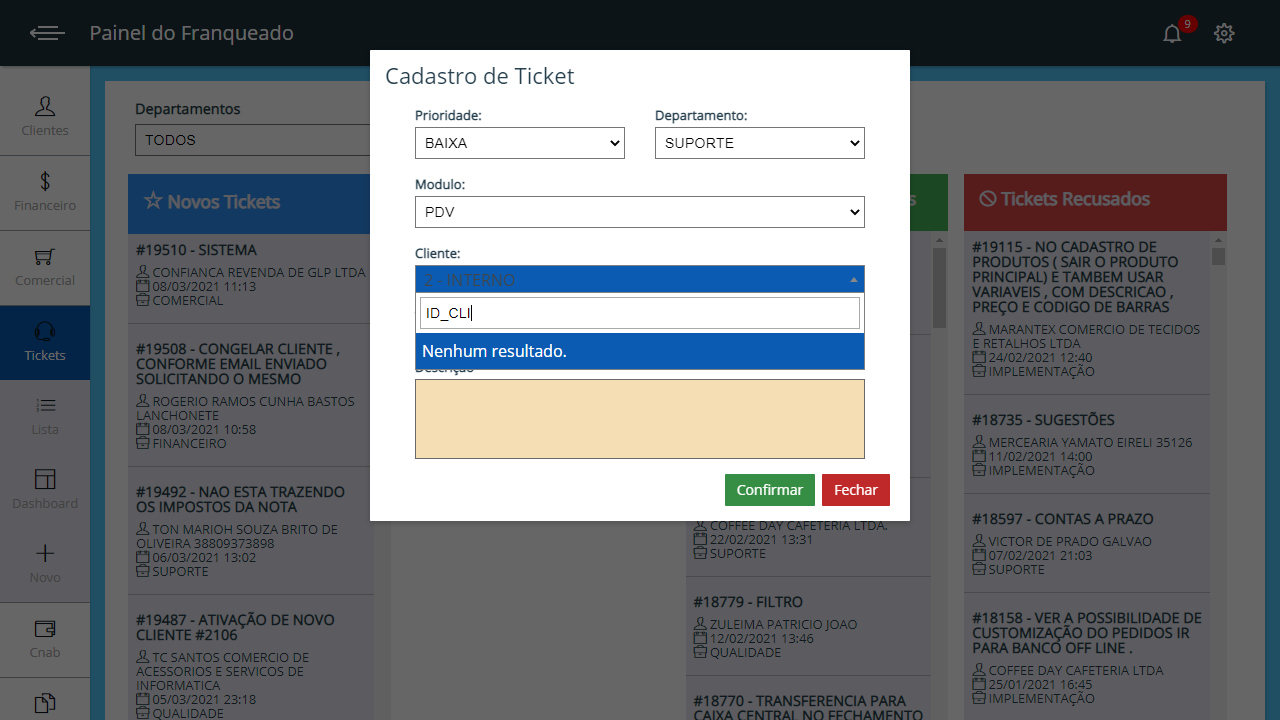 Painel do Franqueado
9
Clientes
Financeiro
Comercial
Tickets
Lista
Dashboard
Novo
Cnab
Departamentos
TODOS
Novos Tickets
#19510 - SISTEMA
CONFIANCA REVENDA DE GLP LTDA
08/03/2021 11:13
COMERCIAL
#19508 - CONGELAR CLIENTE ,
CONFORME EMAIL ENVIADO
SOLICITANDO O MESMO
ROGERIO RAMOS CUNHA BASTOS
LANCHONETE
08/03/2021 10:58
FINANCEIRO
#19492 - NAO ESTA TRAZENDO
OS IMPOSTOS DA NOTA
TON MARIOH SOUZA BRITO DE
OLIVEIRA 38809373898
06/03/2021 13:02
SUPORTE
#19487 - ATIVAÇÃO DE NOVO
CLIENTE #2106
TC SANTOS COMERCIO DE
ACESSORIOS E SERVICOS DE
INFORMATICA
05/03/2021 23:18
QUALIDADE
Cadastro de Ticket
Prioridade:
BAIXA
Departamento:
SUPORTE
Modulo:
PDV
Cliente:
2 - INTERNO
ID_CLI
Nenhum resultado.
Descrição
Confirmar
Fechar
COFFEE DAY CAFETERIA LTDA.
22/02/2021 13:31
SUPORTE
#18779 - FILTRO
ZULEIMA PATRICIO JOAO
12/02/2021 13:46
QUALIDADE
#18770 - TRANSFERENCIA PARA
CAIXA CENTRAL NO FECHAMENTO
Tickets Recusados
#19115 - NO CADASTRO DE
PRODUTOS ( SAIR O PRODUTO
PRINCIPAL) E TAMBEM USAR
VARIAVEIS , COM DESCRICAO ,
PREÇO E CODIGO DE BARRAS
MARANTEX COMERCIO DE TECIDOS
E RETALHOS LTDA
24/02/2021 12:40
IMPLEMENTAÇÃO
#18735 - SUGESTÕES
MERCEARIA YAMATO EIRELI 35126
11/02/2021 14:00
IMPLEMENTAÇÃO
#18597 - CONTAS A PRAZO
VICTOR DE PRADO GALVAO
07/02/2021 21:03
SUPORTE
#18158 - VER A POSSIBILIDADE DE
CUSTOMIZAÇÃO DO PEDIDOS IR
PARA BANCO OFF LINE .
COFFEE DAY CAFETERIA LTDA
25/01/2021 16:45
IMPLEMENTAÇÃO